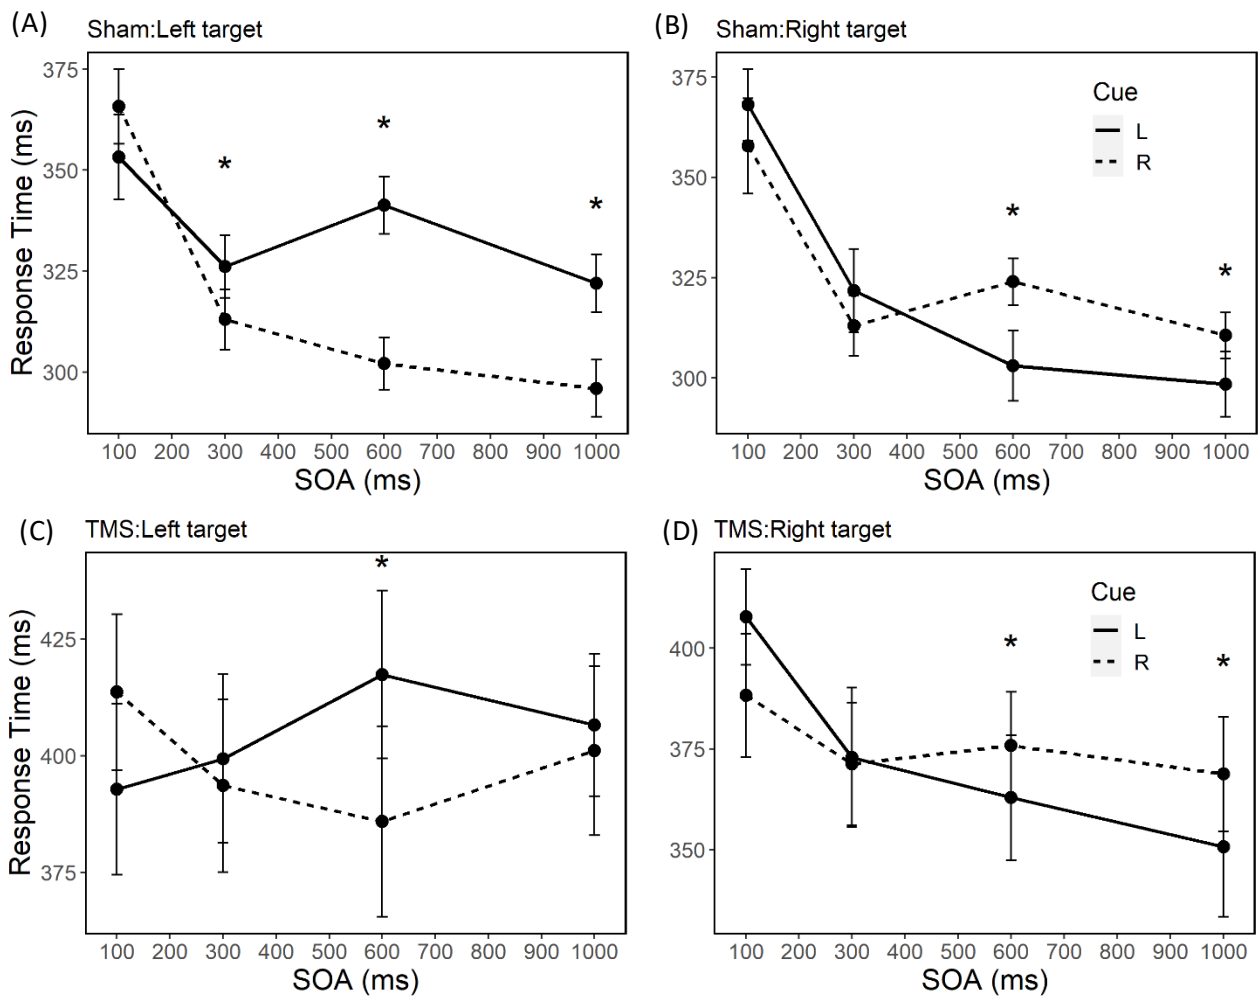 (A) Sham:Left target
Response Time (ms)
375
350
325
300
*
*
*
100 200 300 400 500 600 700 800 900 1000
SOA (ms)
(B) Sham:Right target
375
350
325
300
Cue
L
R
*
*
100 200 300 400 500 600 700 800 900 1000
SOA (ms)
(C) TMS:Left target
Response Time (ms)
425
400
375
*
100 200 300 400 500 600 700 800 900 1000
SOA (ms)
(D) TMS:Right target
400
375
350
Cue
L
R
*
*
100 200 300 400 500 600 700 800 900 1000
SOA (ms)